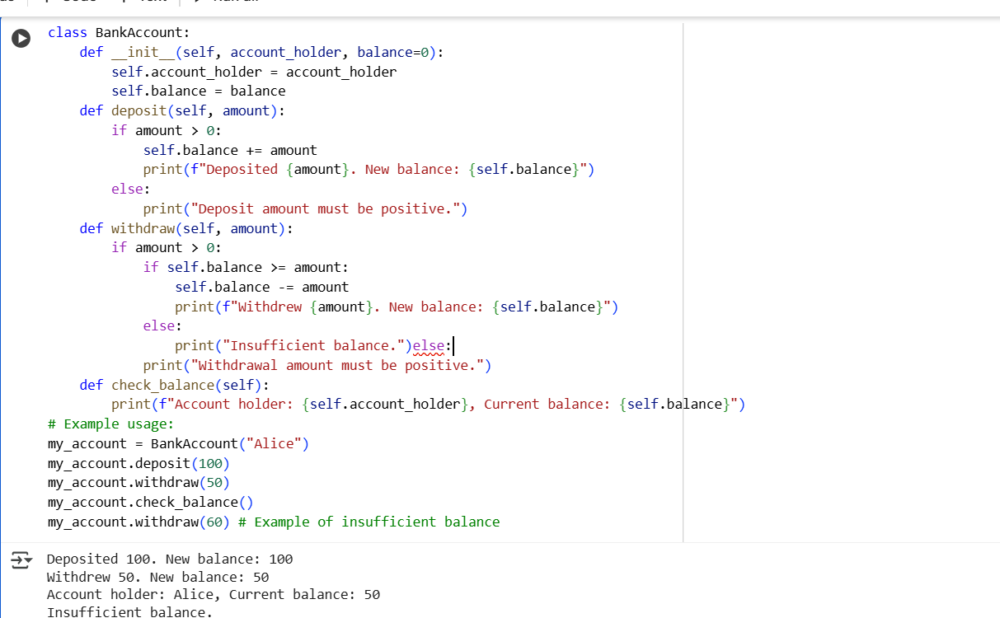 class BankAccount:
    def __init__(self, account_holder, balance=0):
        self.account_holder = account_holder
        self.balance = balance
    def deposit(self, amount):
        if amount > 0:
            self.balance += amount
            print(f"Deposited {amount}. New balance: {self.balance}")
        else:
            print("Deposit amount must be positive.")
    def withdraw(self, amount):
        if amount > 0:
            if self.balance >= amount:
                self.balance -= amount
                print(f"Withdrew {amount}. New balance: {self.balance}")
            else:
                print("Insufficient balance.")else:
            print("Withdrawal amount must be positive.")
    def check_balance(self):
        print(f"Account holder: {self.account_holder}, Current balance: {self.balance}")
# Example usage:
my_account = BankAccount("Alice")
my_account.deposit(100)
my_account.withdraw(50)
my_account.check_balance()
my_account.withdraw(60) # Example of insufficient balance
Deposited 100. New balance: 100
Withdrew 50. New balance: 50
Account holder: Alice, Current balance: 50
Insufficient balance.